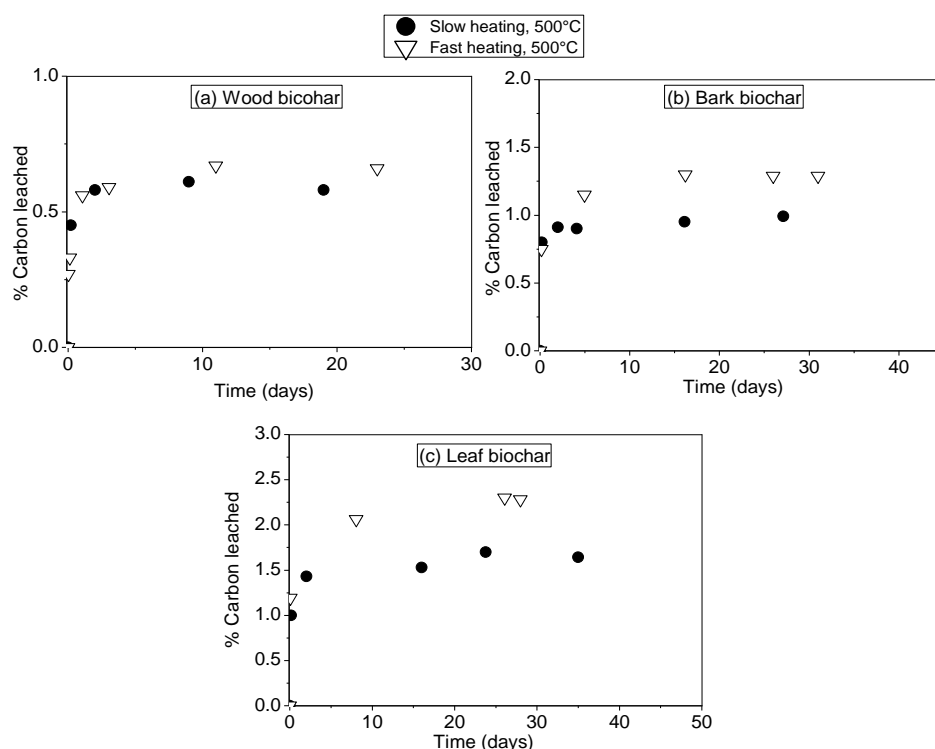 Slow heating, 500°C
Fast heating, 500°C
(a) Wood bicohar
1.0
0.5
0.0
% Carbon leached
0 10 20 30
Time (days)
(b) Bark biochar
2.0
1.5
1.0
0.5
0.0
% Carbon leached
0 10 20 30 40
Time (days)
(c) Leaf biochar
3.0
2.5
2.0
1.5
1.0
0.5
0.0
% Carbon leached
0 10 20 30 40 50
Time (days)